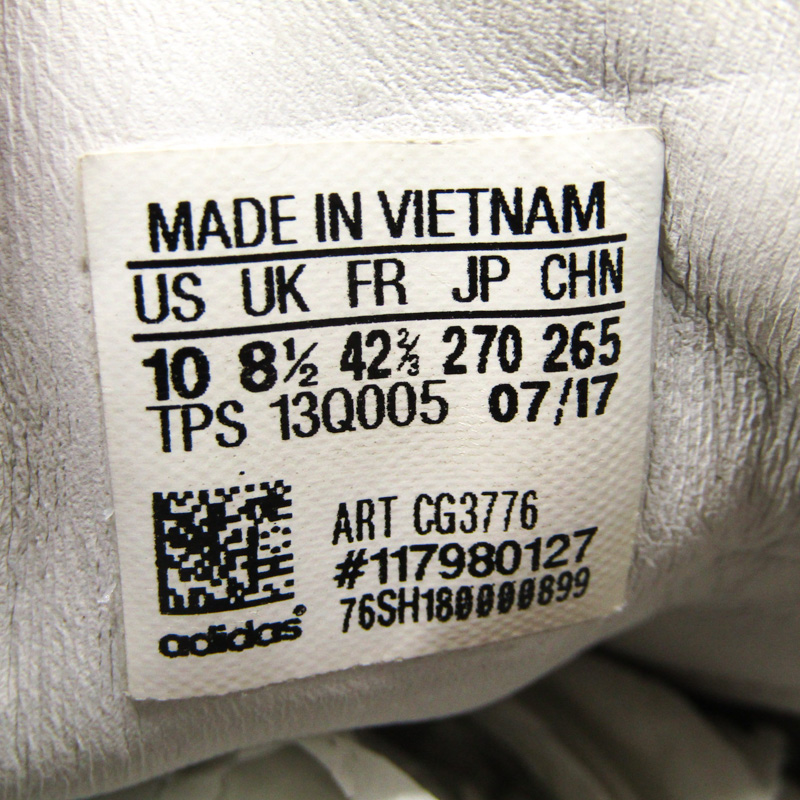 MADE IN VIETNAM
US UK FR JP CHN
10 8½ 42⅔ 270 265
TPS 13Q005 07/17
ART CG3776
#117980127
76SH180000899
adidas®